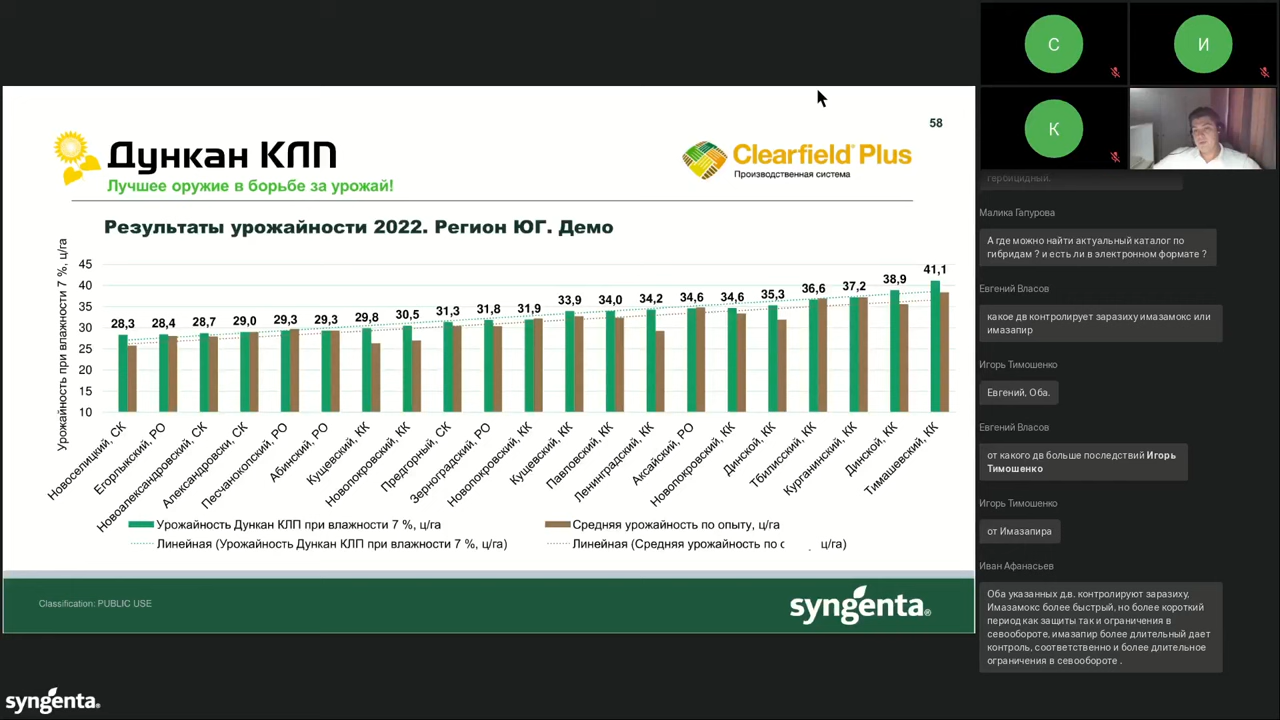 58
Дункан КЛП
Лучшее оружие в борьбе за урожай!
Clearfield® Plus
Производственная система
Результаты урожайности 2022. Регион ЮГ. Демо
Урожайность при влажности 7 %, ц/га
45
40
35
30
25
20
15
10
28,3
28,4
28,7
29,0
29,3
29,3
29,8
30,5
31,3
31,8
31,9
33,9
34,0
34,2
34,6
34,6
35,3
36,6
37,2
38,9
41,1
Новоселицкий, СК
Егорлыкский, РО
Новоалександровский, СК
Александровски, СК
Песчанокопский, РО
Абинский, РО
Кущевский, КК
Новопокровский, КК
Предгорный, СК
Зерноградский, РО
Новопокровский, КК
Кущевский, КК
Павловский, КК
Ленинградский, КК
Аксайский, РО
Новопокровский, КК
Динской, КК
Тбилисский, КК
Курганинский, КК
Динской, КК
Тимашевский, КК
Урожайность Дункан КЛП при влажности 7 %, ц/га
Средняя урожайность по опыту, ц/га
Линейная (Урожайность Дункан КЛП при влажности 7 %, ц/га)
Линейная (Средняя урожайность по ц/га)
Classification: PUBLIC USE
syngenta®
syngenta®
С
И
К
героицидный.
Малика Гапурова
А где можно найти актуальный каталог по
гибридам ? и есть ли в электронном формате ?
Евгений Власов
какое дв контролирует заразиху имазамокс или
имазапир
Игорь Тимошенко
Евгений, Оба.
Евгений Власов
от какого дв больше последствий Игорь
Тимошенко
Игорь Тимошенко
от Имазапира
Иван Афанасьев
Оба указанных д.в. контролируют заразиху,
Имазамокс более быстрый, но более короткий
период как защиты так и ограничения в
севообороте, имазапир более длительный дает
контроль, соответственно и более длительное
ограничения в севообороте .